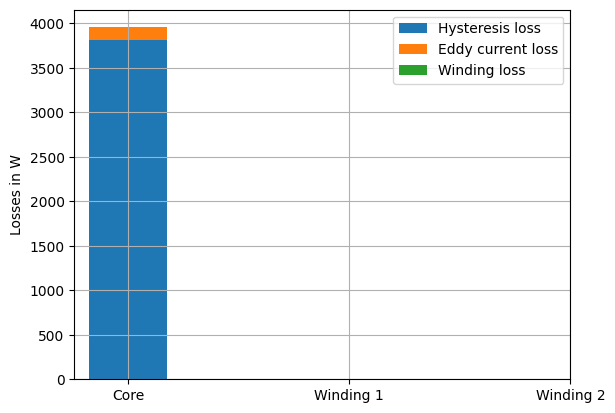 4000
3500
3000
2500
2000
1500
1000
500
0
Losses in W
Hysteresis loss
Eddy current loss
Winding loss
Core
Winding 1
Winding 2